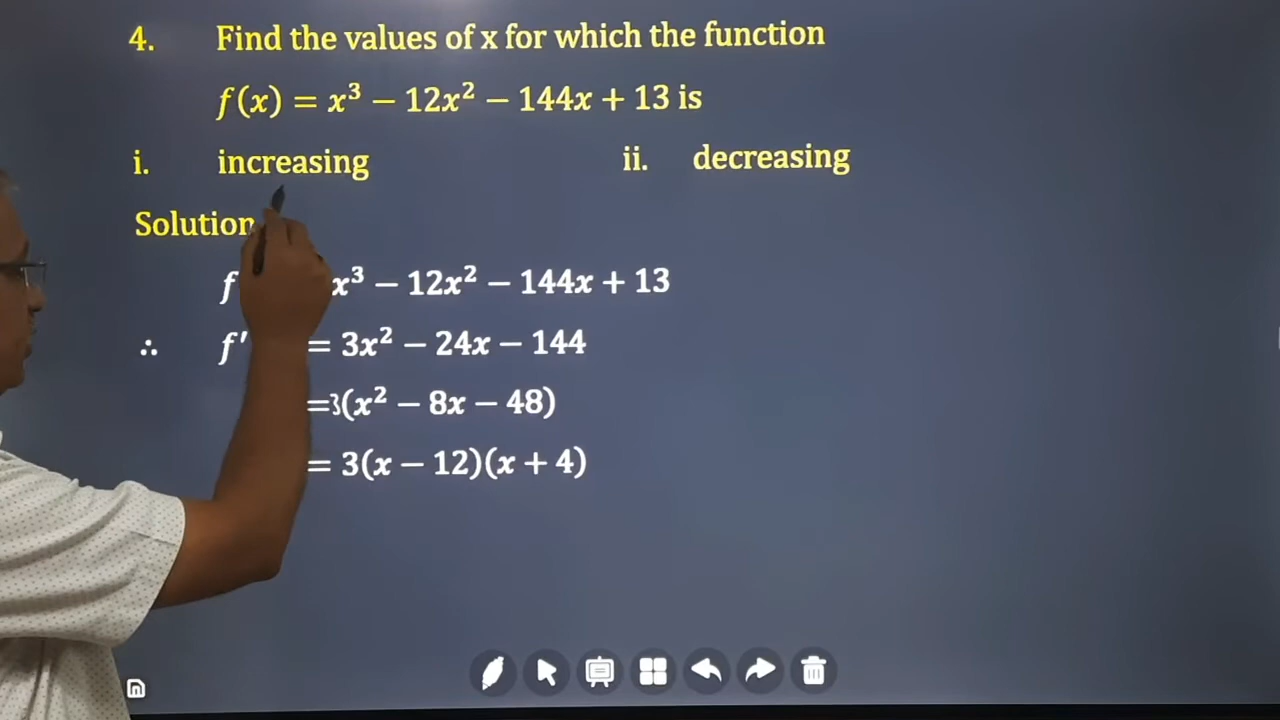 4. Find the values of x for which the function
f(x) = x³ − 12x² − 144x + 13 is
i. increasing ii. decreasing
Solution
f x³ − 12x² − 144x + 13
∴ f′ = 3x² − 24x − 144
=3(x² − 8x − 48)
= 3(x − 12)(x + 4)